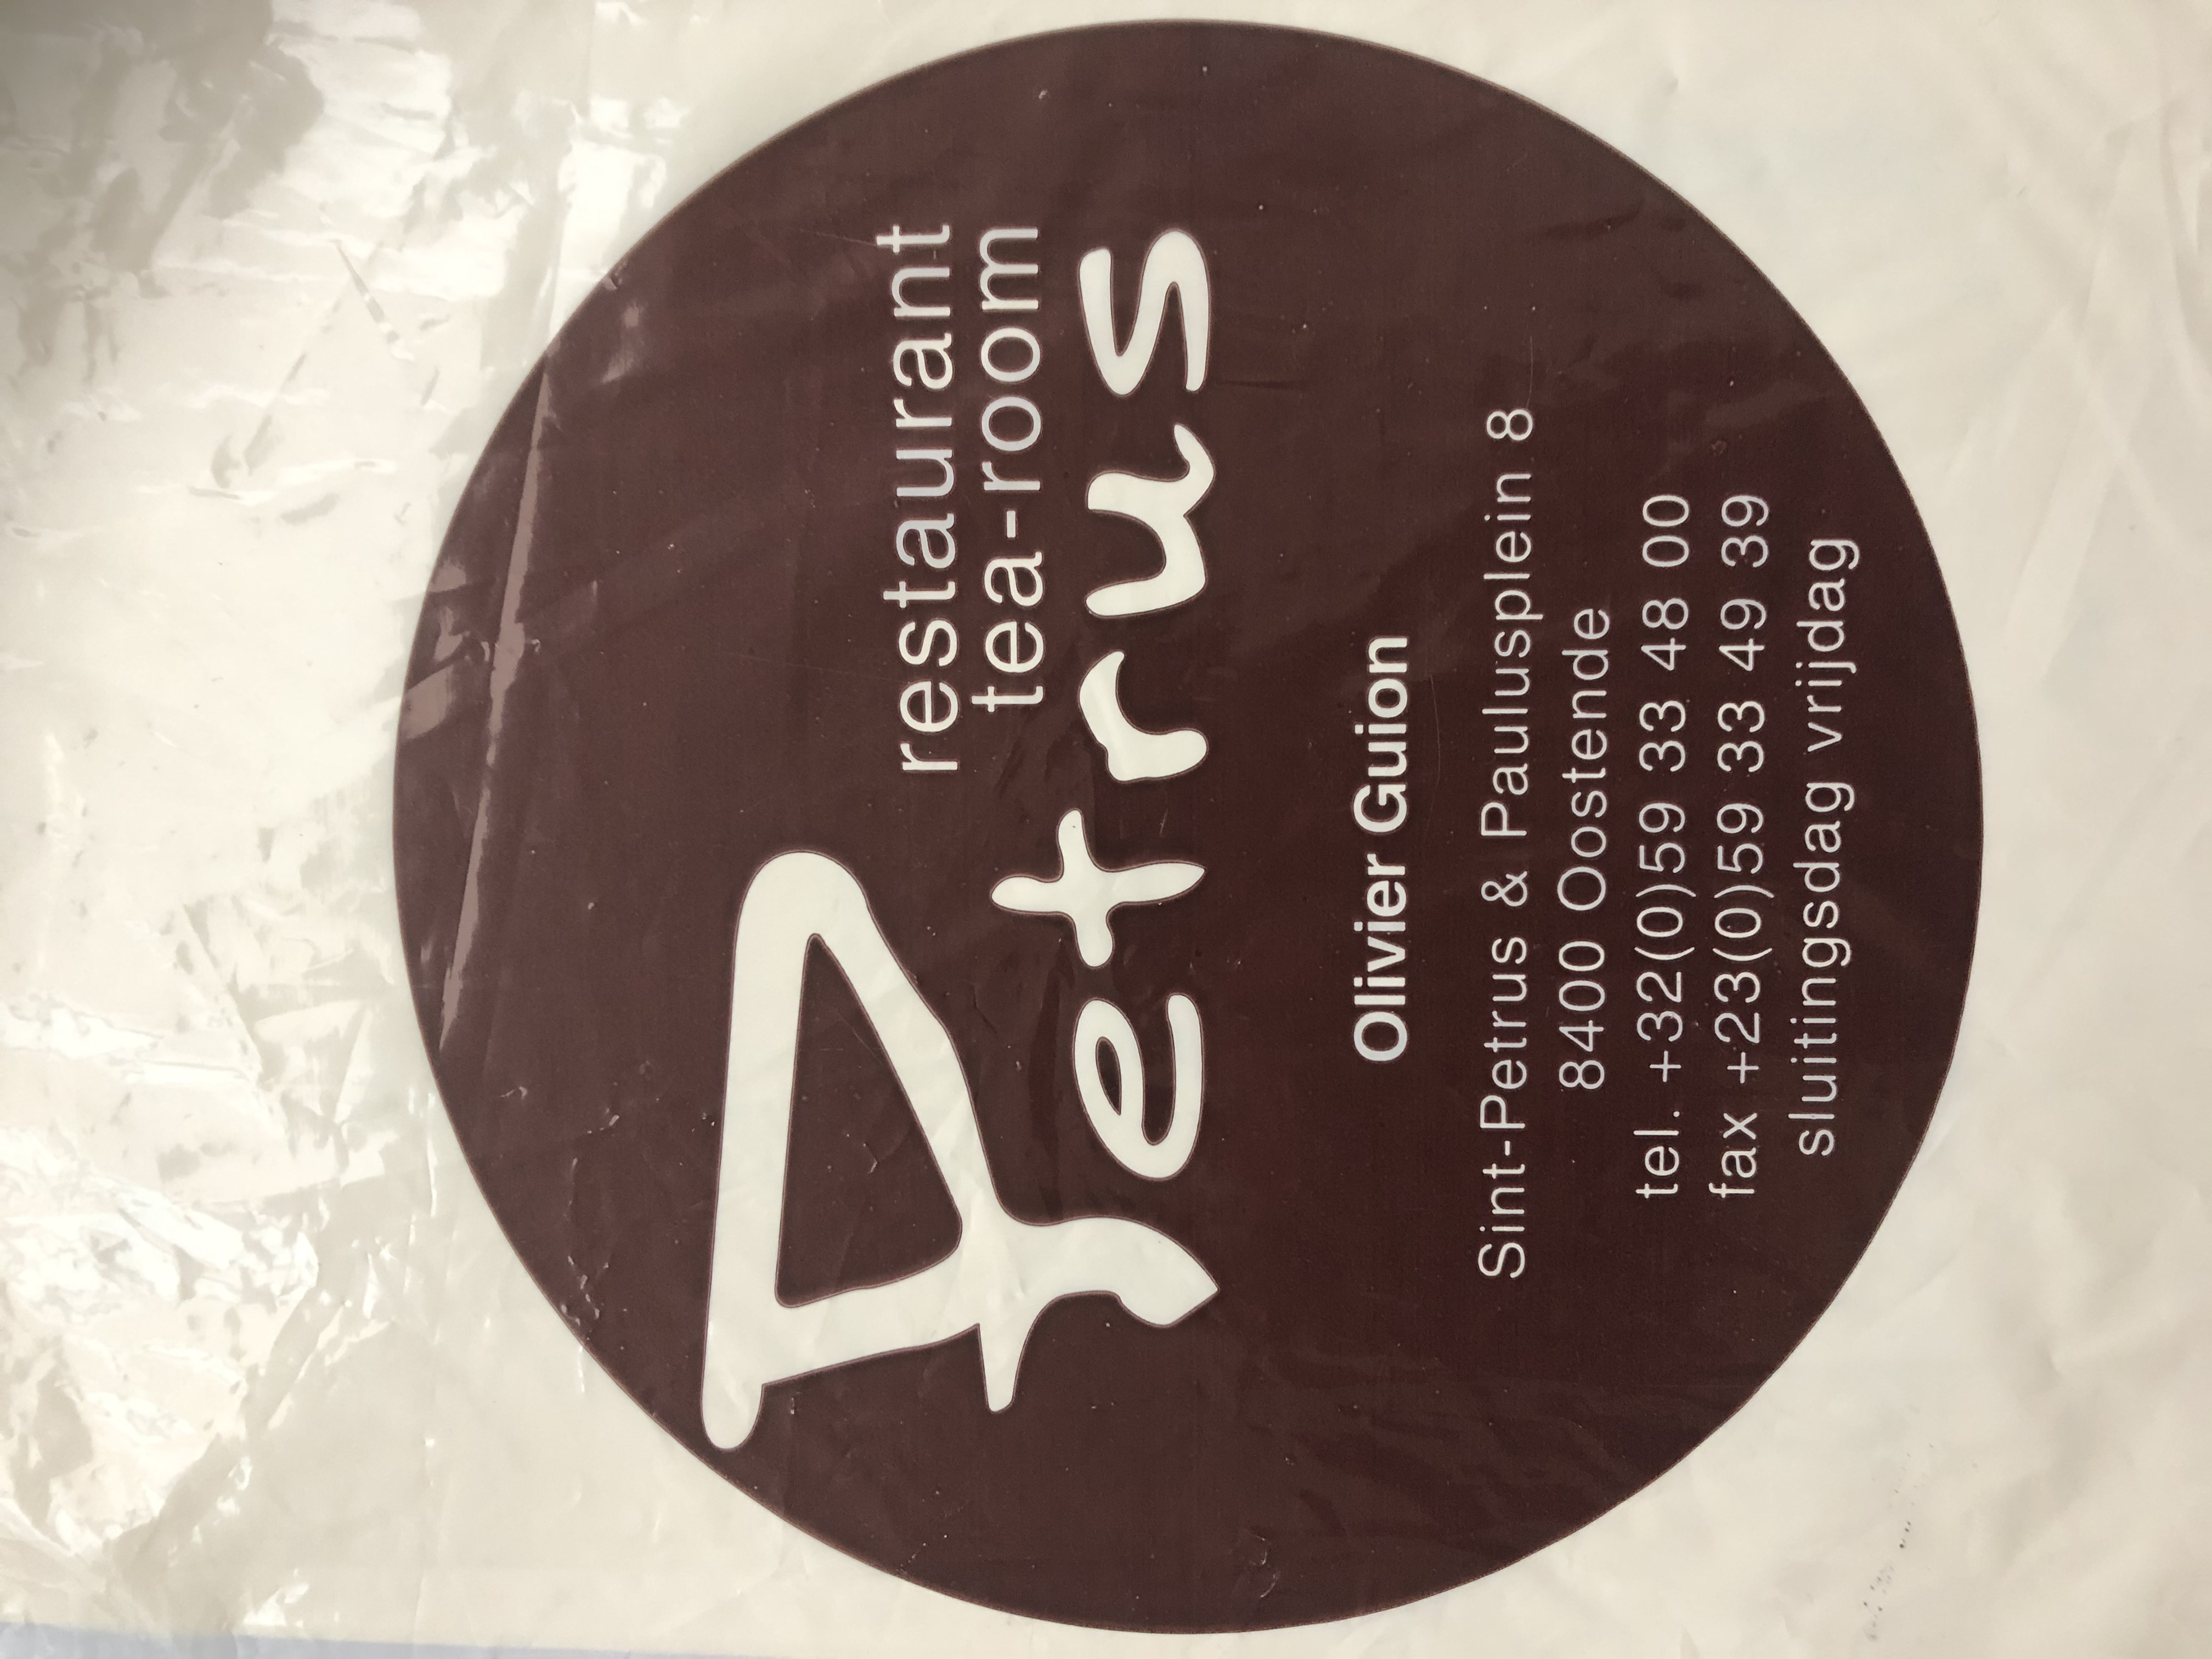 restaurant
tea-room
Petrus
Olivier Guion
Sint-Petrus & Paulusplein 8
8400 Oostende
tel. +32(0)59 33 48 00
fax +23(0)59 33 49 39
sluitingsdag vrijdag